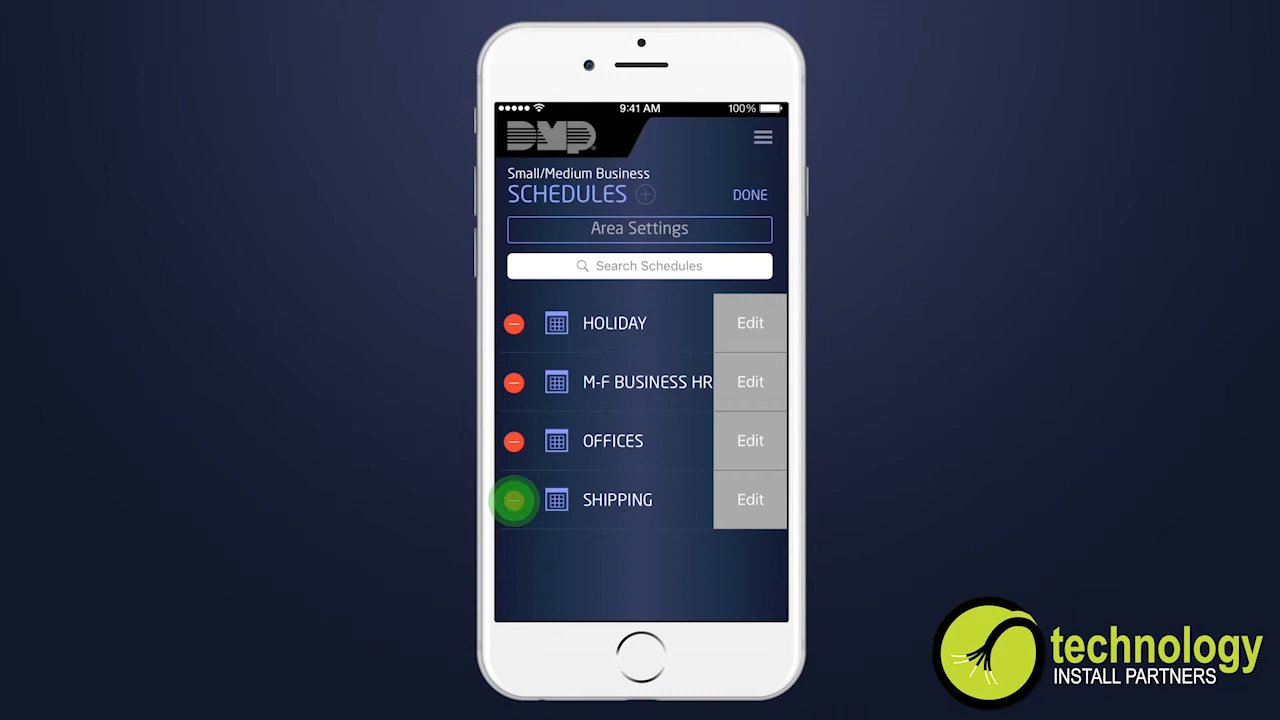 9:41 AM
100%
DMP
Small/Medium Business
SCHEDULES
DONE
Area Settings
Search Schedules
HOLIDAY
Edit
M-F BUSINESS HR
Edit
OFFICES
Edit
SHIPPING
Edit
technology
INSTALL PARTNERS